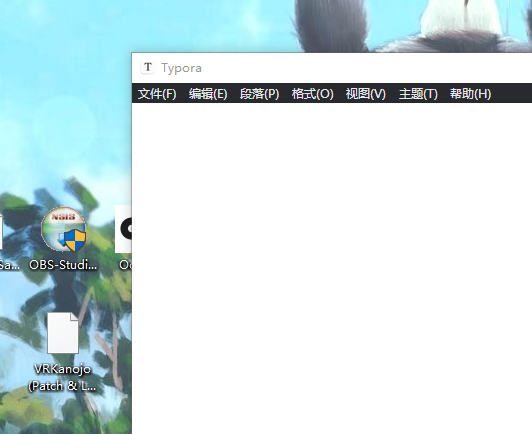 T Typora
文件(F) 编辑(E) 段落(P) 格式(O) 视图(V) 主题(T) 帮助(H)
NSIS
Sa... OBS-Studi...
VRKanojo
(Patch & L...